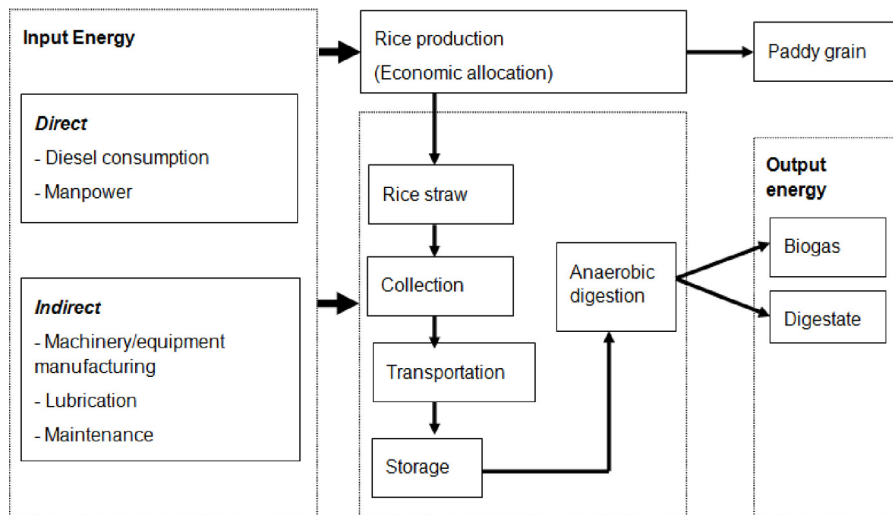 Input Energy
Direct
- Diesel consumption
- Manpower
Indirect
- Machinery/equipment
manufacturing
- Lubrication
- Maintenance
Rice production
(Economic allocation)
Paddy grain
Rice straw
Collection
Transportation
Storage
Anaerobic
digestion
Output
energy
Biogas
Digestate